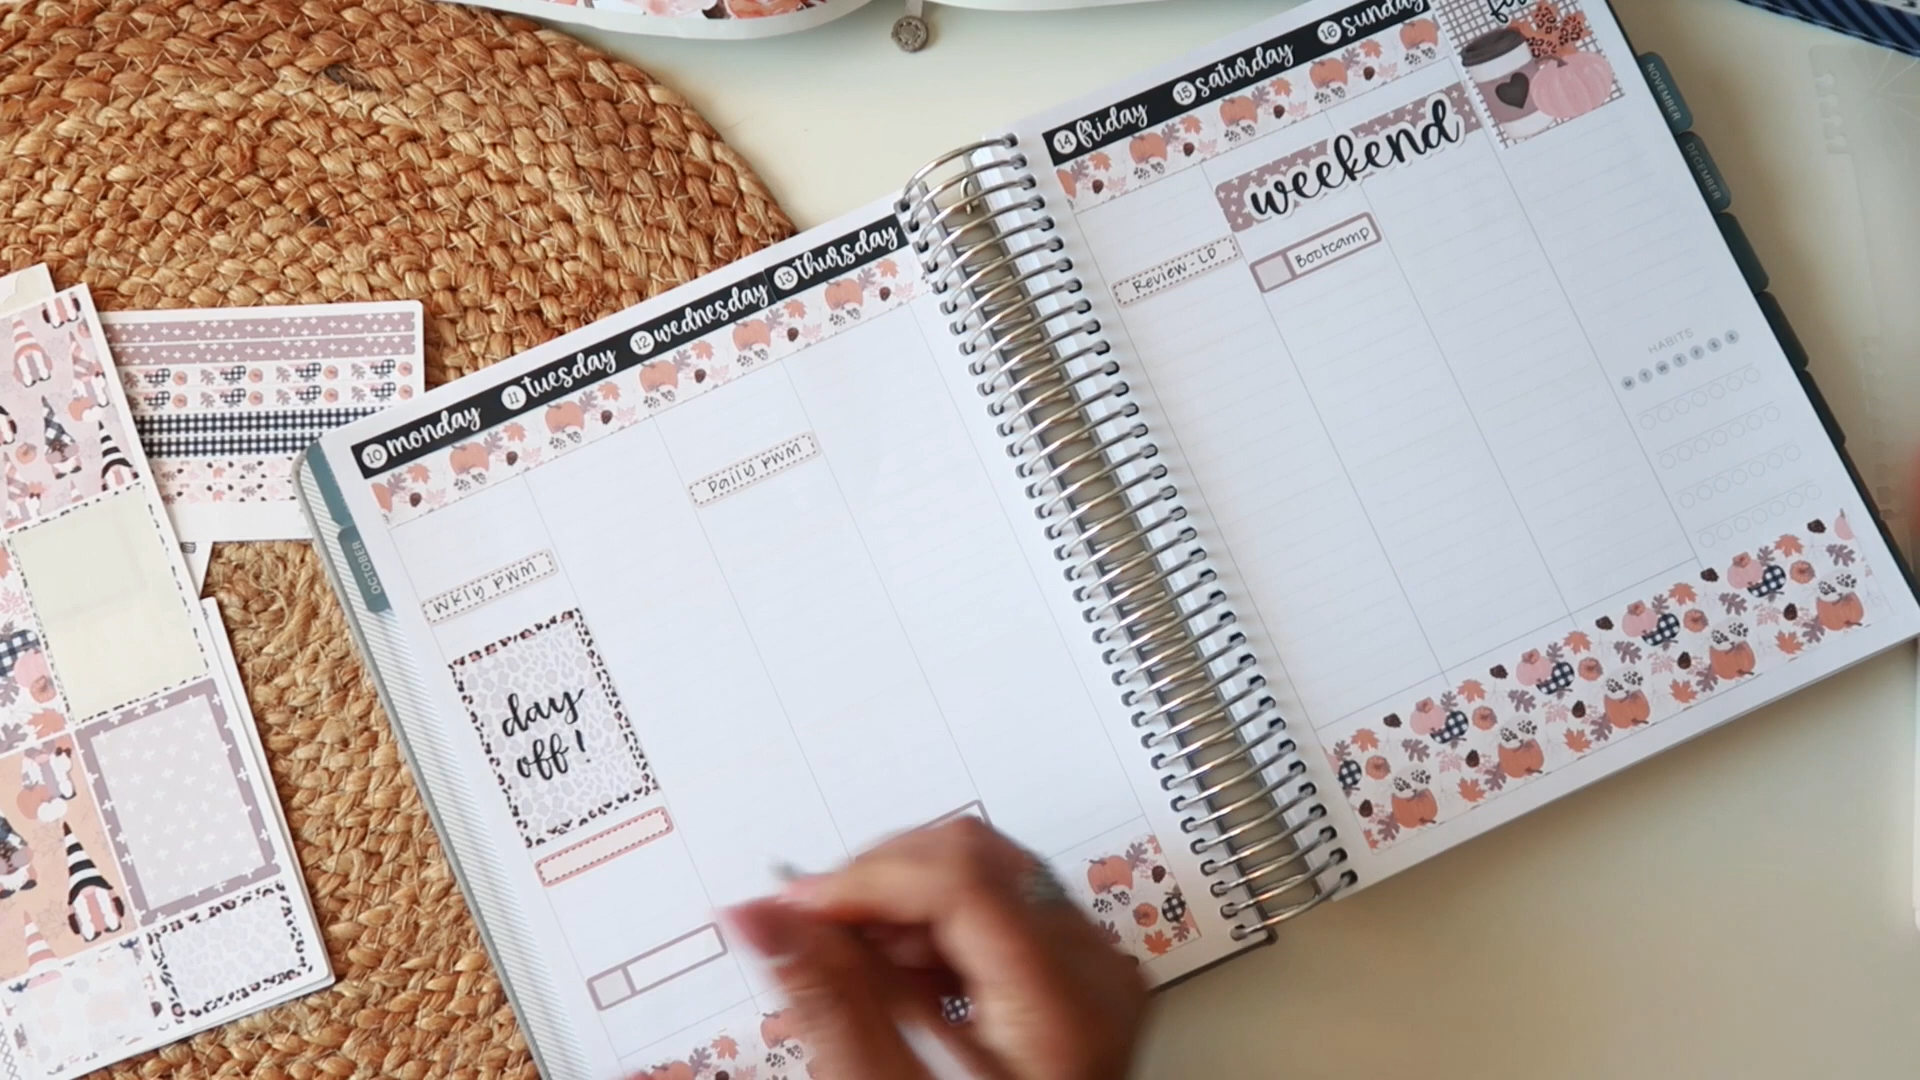 10 monday
11 tuesday
12 wednesday
13 thursday
14 friday
15 saturday
16 sunday
weekend
Review-LD
Bootcamp
Daily PWM
Wkly PWM
day
off!
HABITS
M T W T F S S
OCTOBER
NOVEMBER
DECEMBER